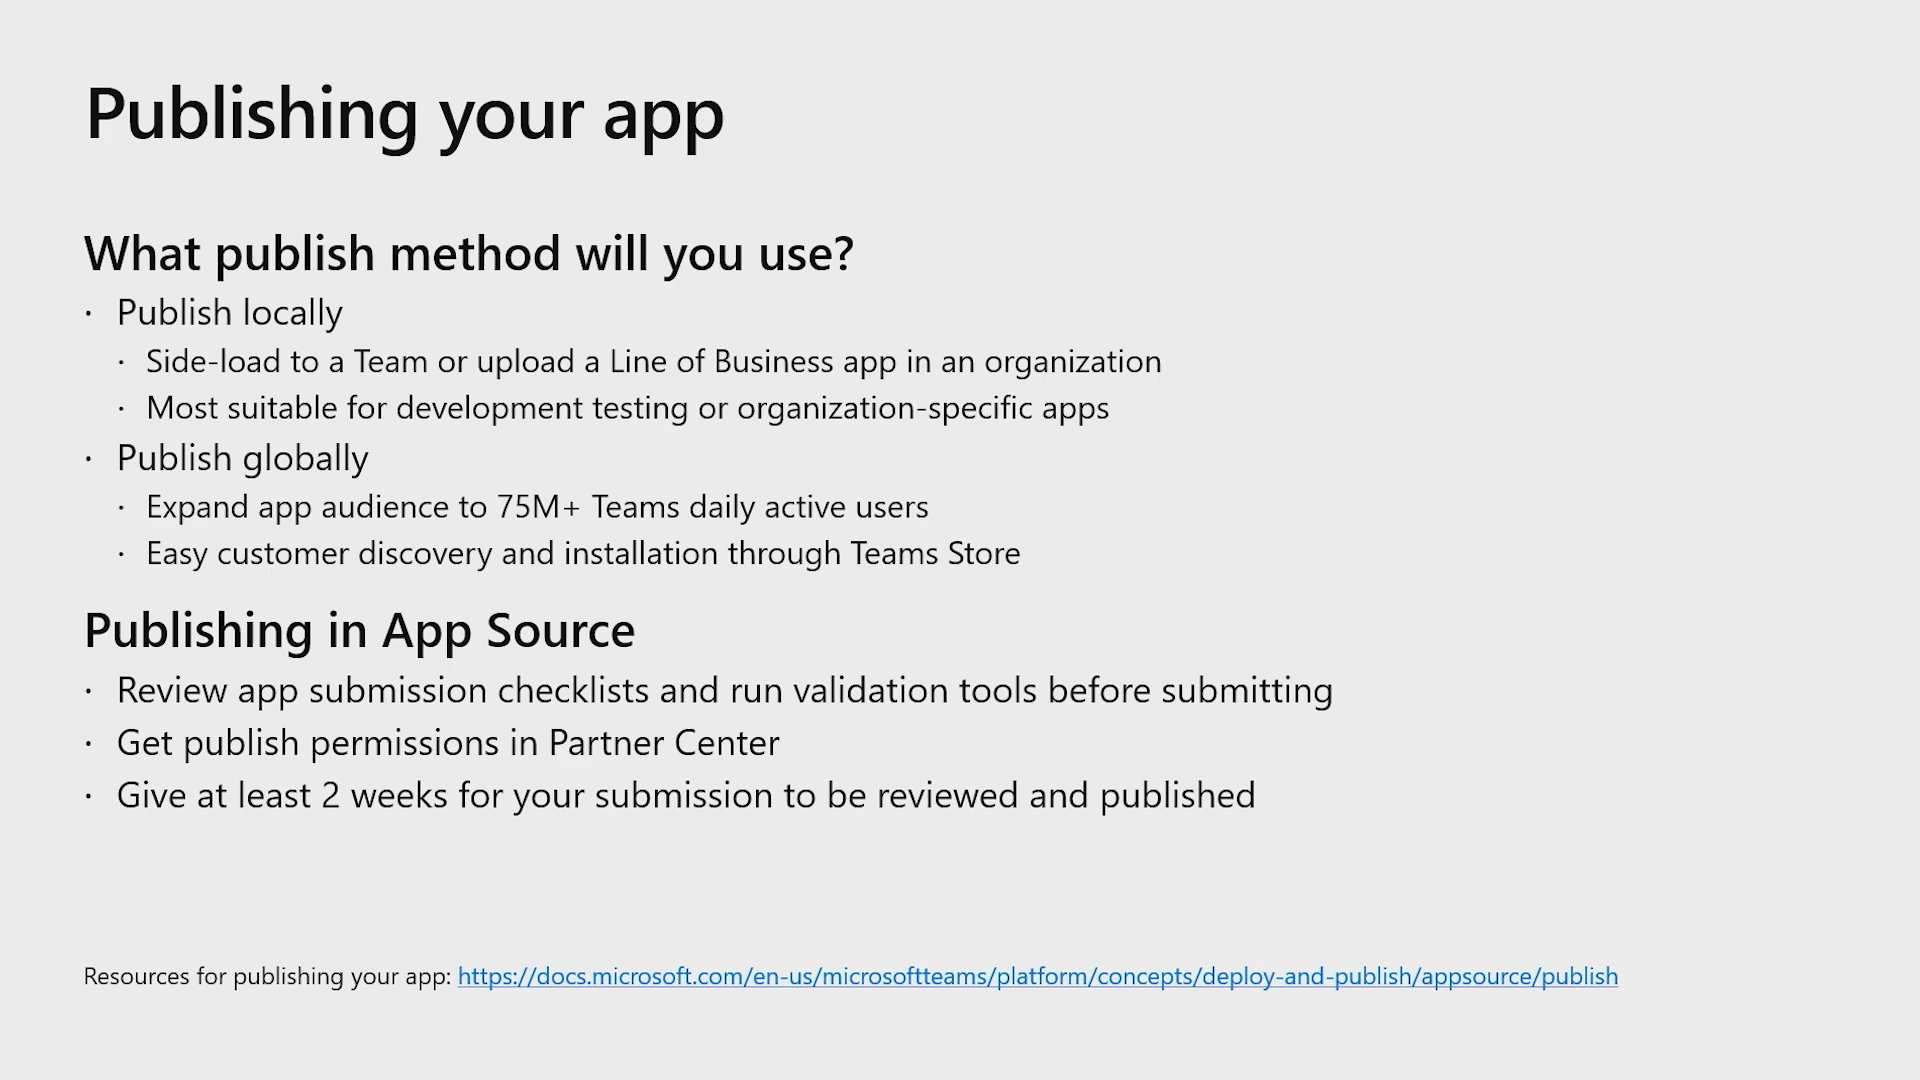 Publishing your app
What publish method will you use?
· Publish locally
· Side-load to a Team or upload a Line of Business app in an organization
· Most suitable for development testing or organization-specific apps
· Publish globally
· Expand app audience to 75M+ Teams daily active users
· Easy customer discovery and installation through Teams Store
Publishing in App Source
· Review app submission checklists and run validation tools before submitting
· Get publish permissions in Partner Center
· Give at least 2 weeks for your submission to be reviewed and published
Resources for publishing your app: https://docs.microsoft.com/en-us/microsoftteams/platform/concepts/deploy-and-publish/appsource/publish